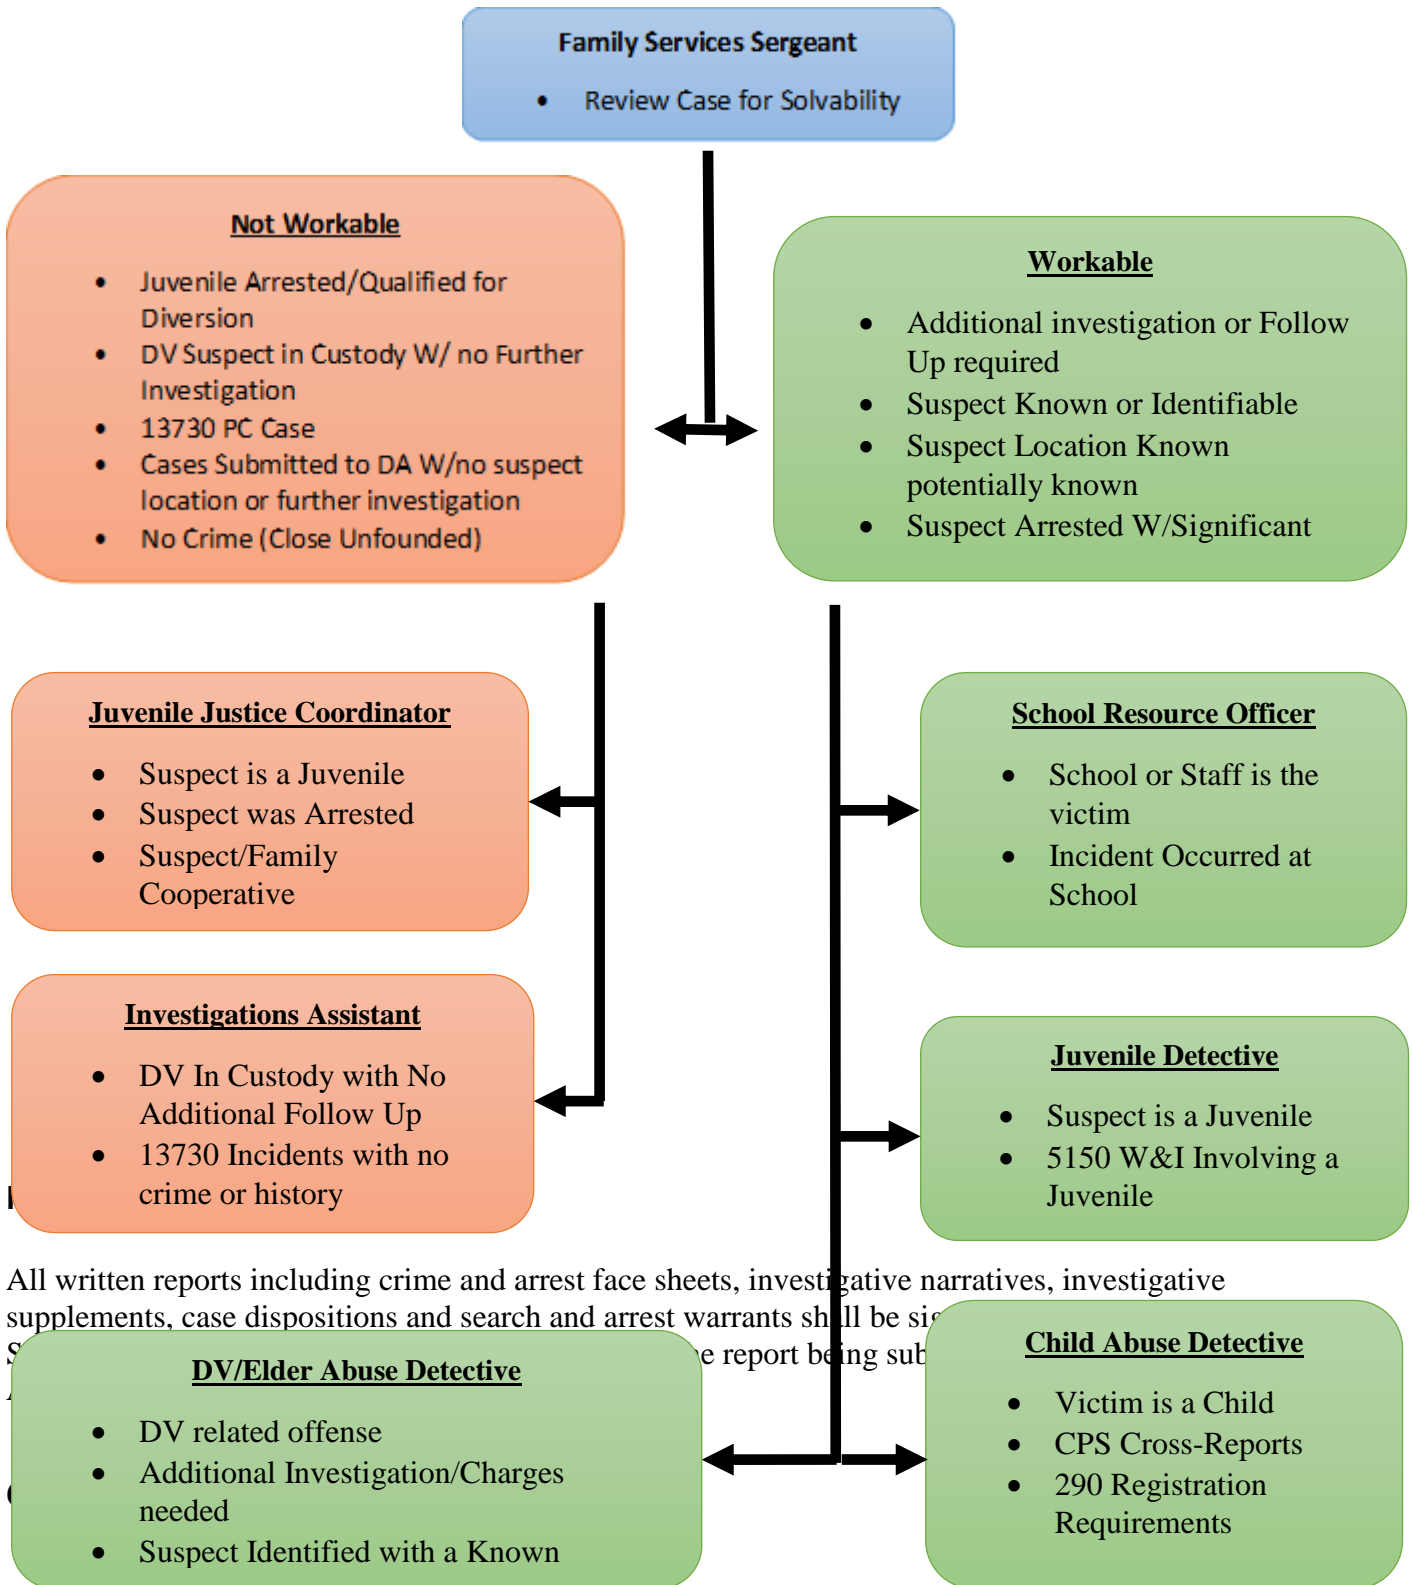 Family Services Sergeant
• Review Case for Solvability
Not Workable
• Juvenile Arrested/Qualified for
Diversion
• DV Suspect in Custody W/ no Further
Investigation
• 13730 PC Case
• Cases Submitted to DA W/no suspect
location or further investigation
• No Crime (Close Unfounded)
Workable
• Additional investigation or Follow
Up required
• Suspect Known or Identifiable
• Suspect Location Known
potentially known
• Suspect Arrested W/Significant
Juvenile Justice Coordinator
• Suspect is a Juvenile
• Suspect was Arrested
• Suspect/Family
Cooperative
School Resource Officer
• School or Staff is the
victim
• Incident Occurred at
School
Investigations Assistant
• DV In Custody with No
Additional Follow Up
• 13730 Incidents with no
crime or history
Juvenile Detective
• Suspect is a Juvenile
• 5150 W&I Involving a
Juvenile
All written reports including crime and arrest face sheets, investigative narratives, investigative
supplements, case dispositions and search and arrest warrants shall be
report being
DV/Elder Abuse Detective
• DV related offense
• Additional Investigation/Charges
needed
• Suspect Identified with a Known
Child Abuse Detective
• Victim is a Child
• CPS Cross-Reports
• 290 Registration
Requirements